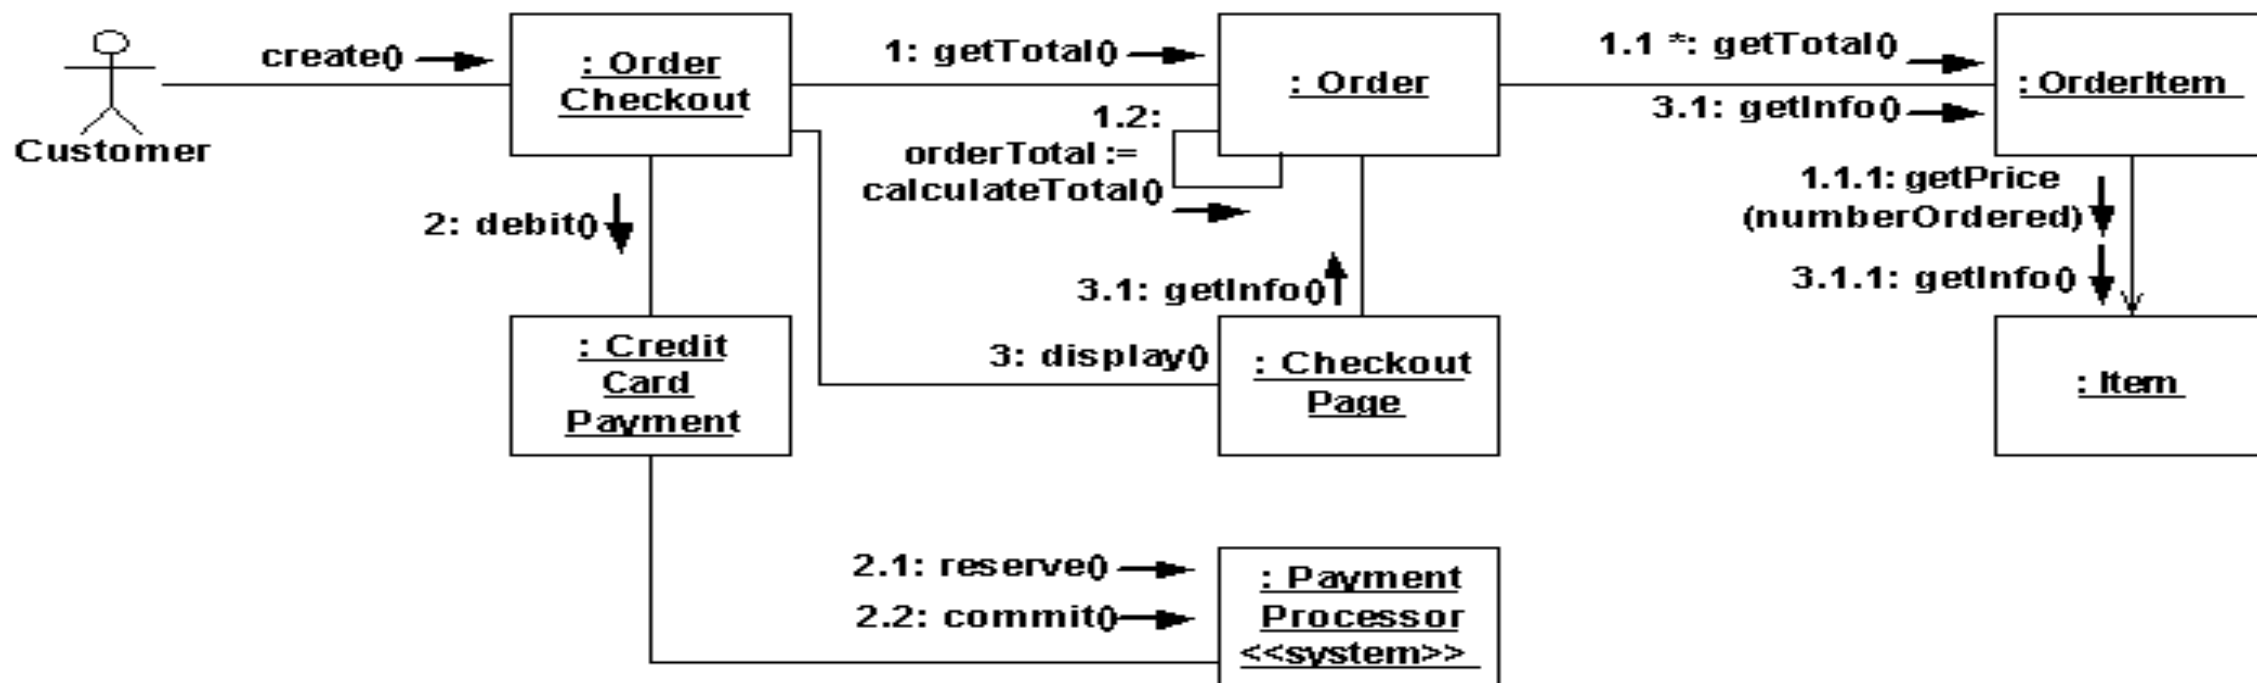 create()
Customer
: Order
Checkout
1: getTotal()
: Order
1.1 *: getTotal()
3.1: getInfo()
: OrderItem
1.2:
orderTotal :=
calculateTotal()
2: debit()
1.1.1: getPrice
(numberOrdered)
3.1.1: getInfo()
3.1: getInfo()
3: display()
: Credit
Card
Payment
: Checkout
Page
: Item
2.1: reserve()
2.2: commit()
: Payment
Processor
<<system>>